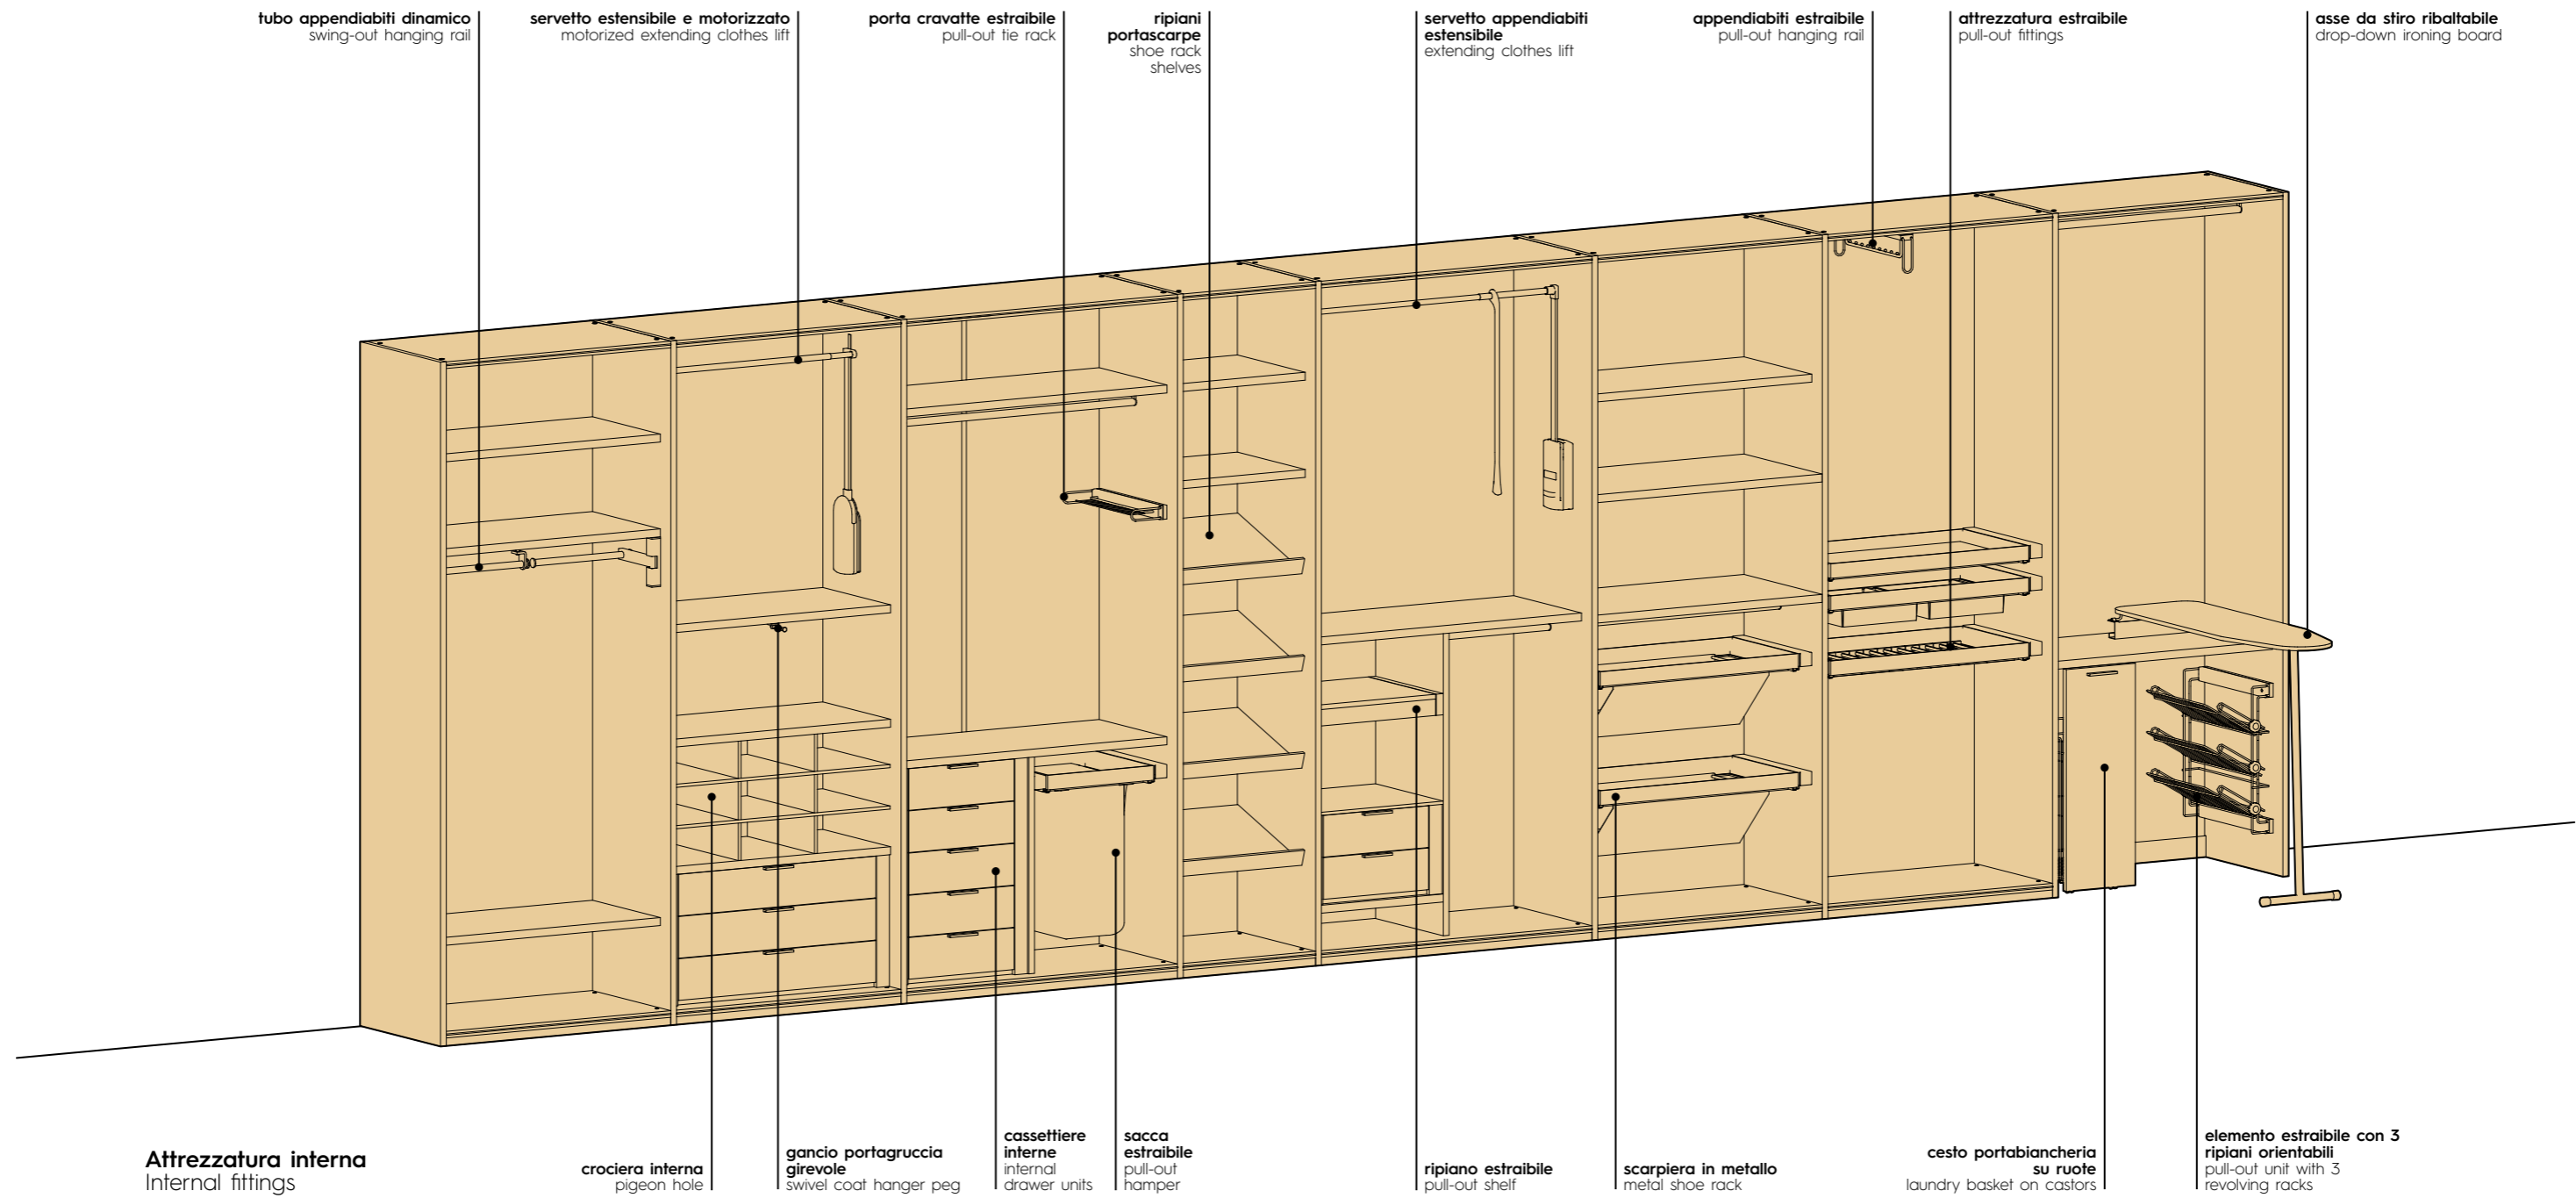 tubo appendiabiti dinamico
swing-out hanging rail
servetto estensibile e motorizzato
motorized extending clothes lift
porta cravatte estraibile
pull-out tie rack
ripiani
portascarpe
shoe rack
shelves
servetto appendiabiti
estensibile
extending clothes lift
appendiabiti estraibile
pull-out hanging rail
attrezzatura estraibile
pull-out fittings
asse da stiro ribaltabile
drop-down ironing board
Attrezzatura interna
Internal fittings
crociera interna
pigeon hole
gancio portagruccia
girevole
swivel coat hanger peg
cassettiere
interne
internal
drawer units
sacca
estraibile
pull-out
hamper
ripiano estraibile
pull-out shelf
scarpiera in metallo
metal shoe rack
cesto portabiancheria
su ruote
laundry basket on castors
elemento estraibile con 3
ripiani orientabili
pull-out unit with 3
revolving racks